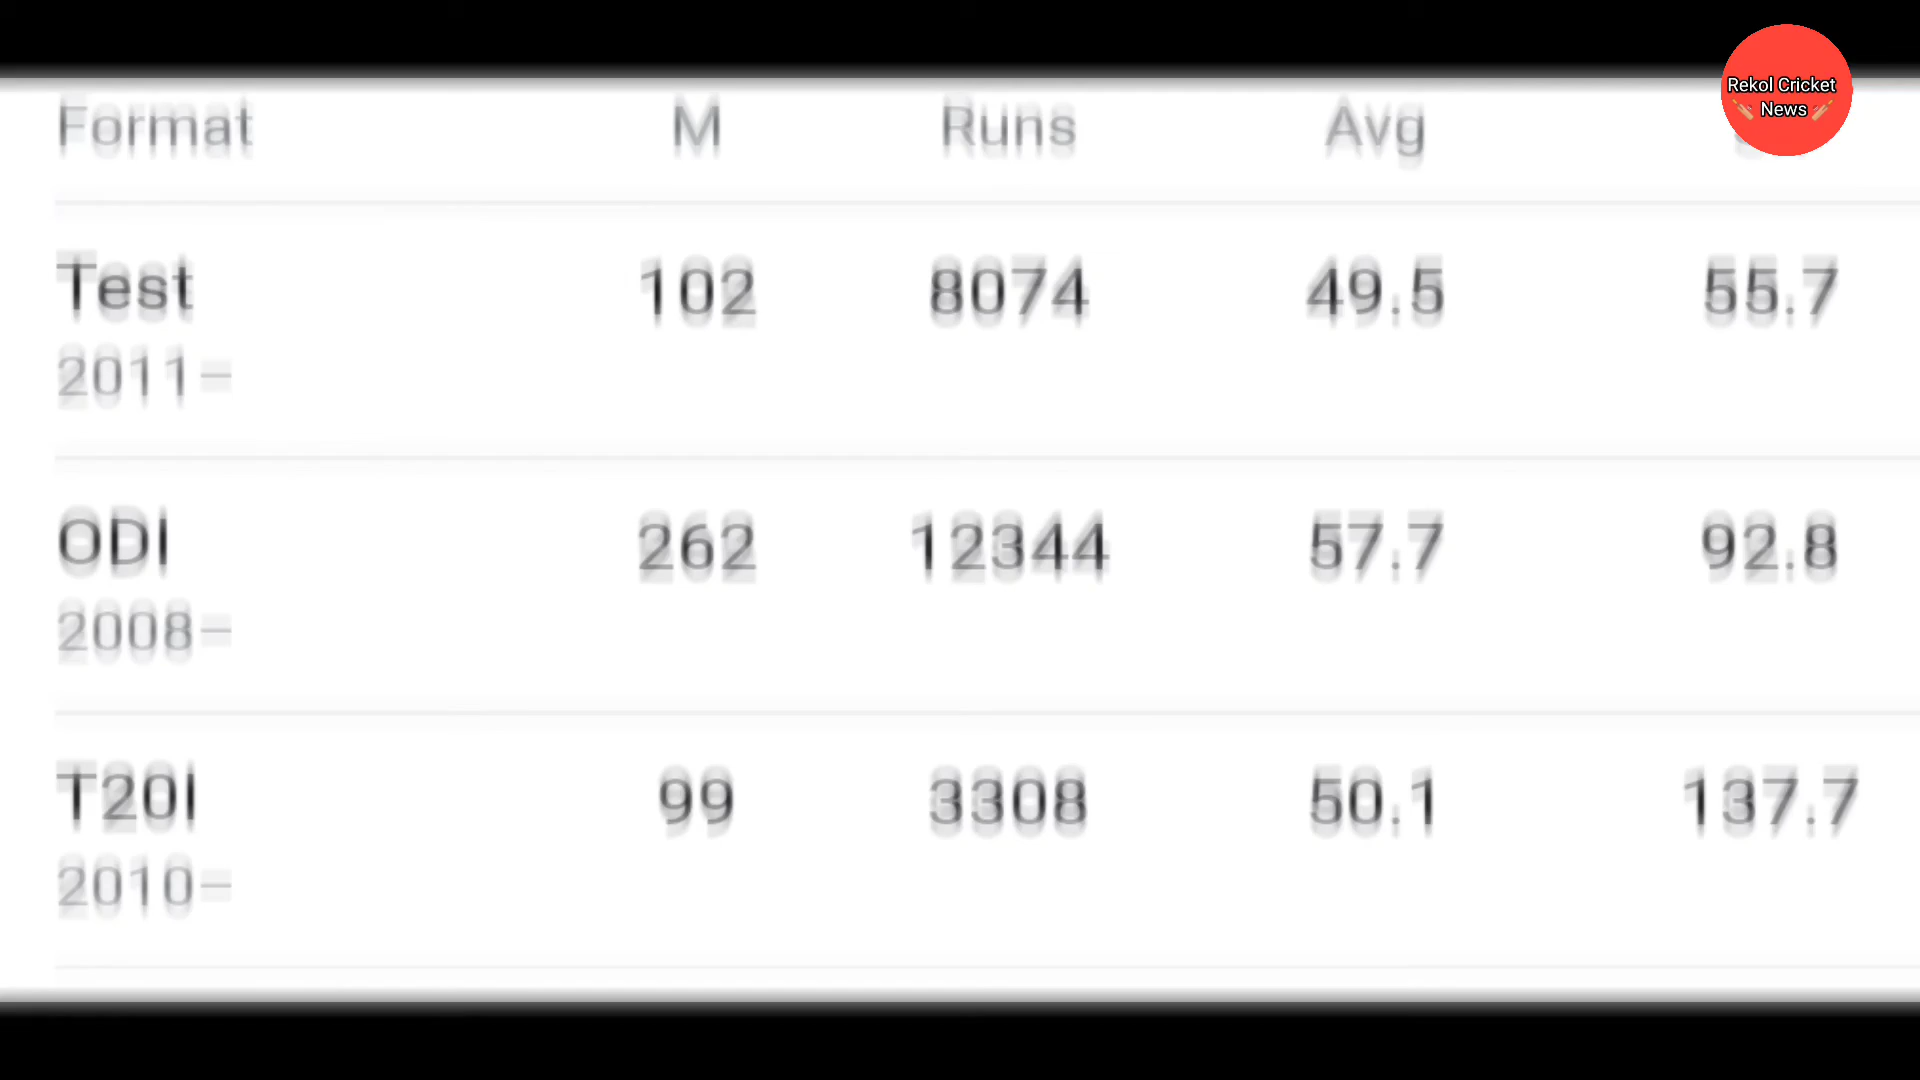 Rekol Cricket
News
Format M Runs Avg
Test 102 8074 49.5 55.7
2011–
ODI 262 12344 57.7 92.8
2008–
T20I 99 3308 50.1 137.7
2010–